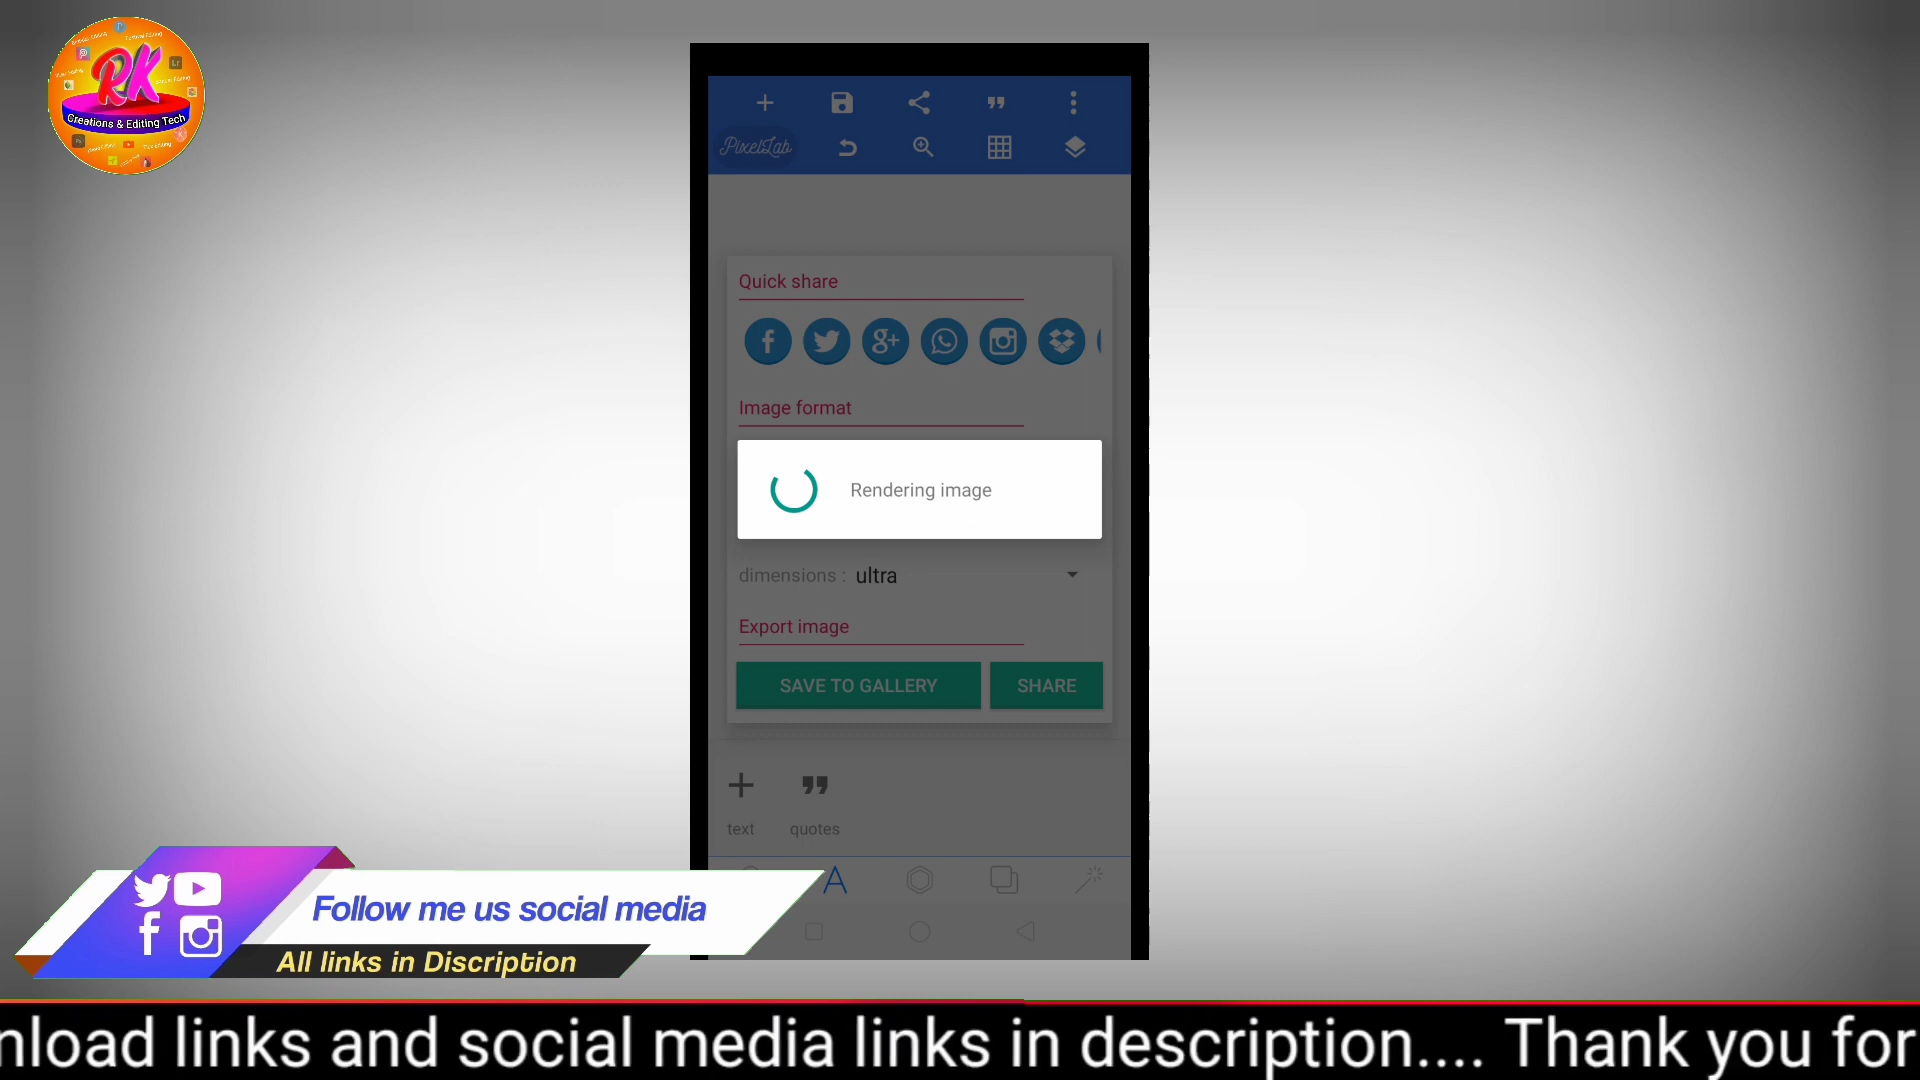 RK
Creations & Editing Tech
PixelLab
Quick share
Image format
Rendering image
dimensions : ultra
Export image
SAVE TO GALLERY
SHARE
text
quotes
Follow me us social media
All links in Discription
nload links and social media links in description.... Thank you for